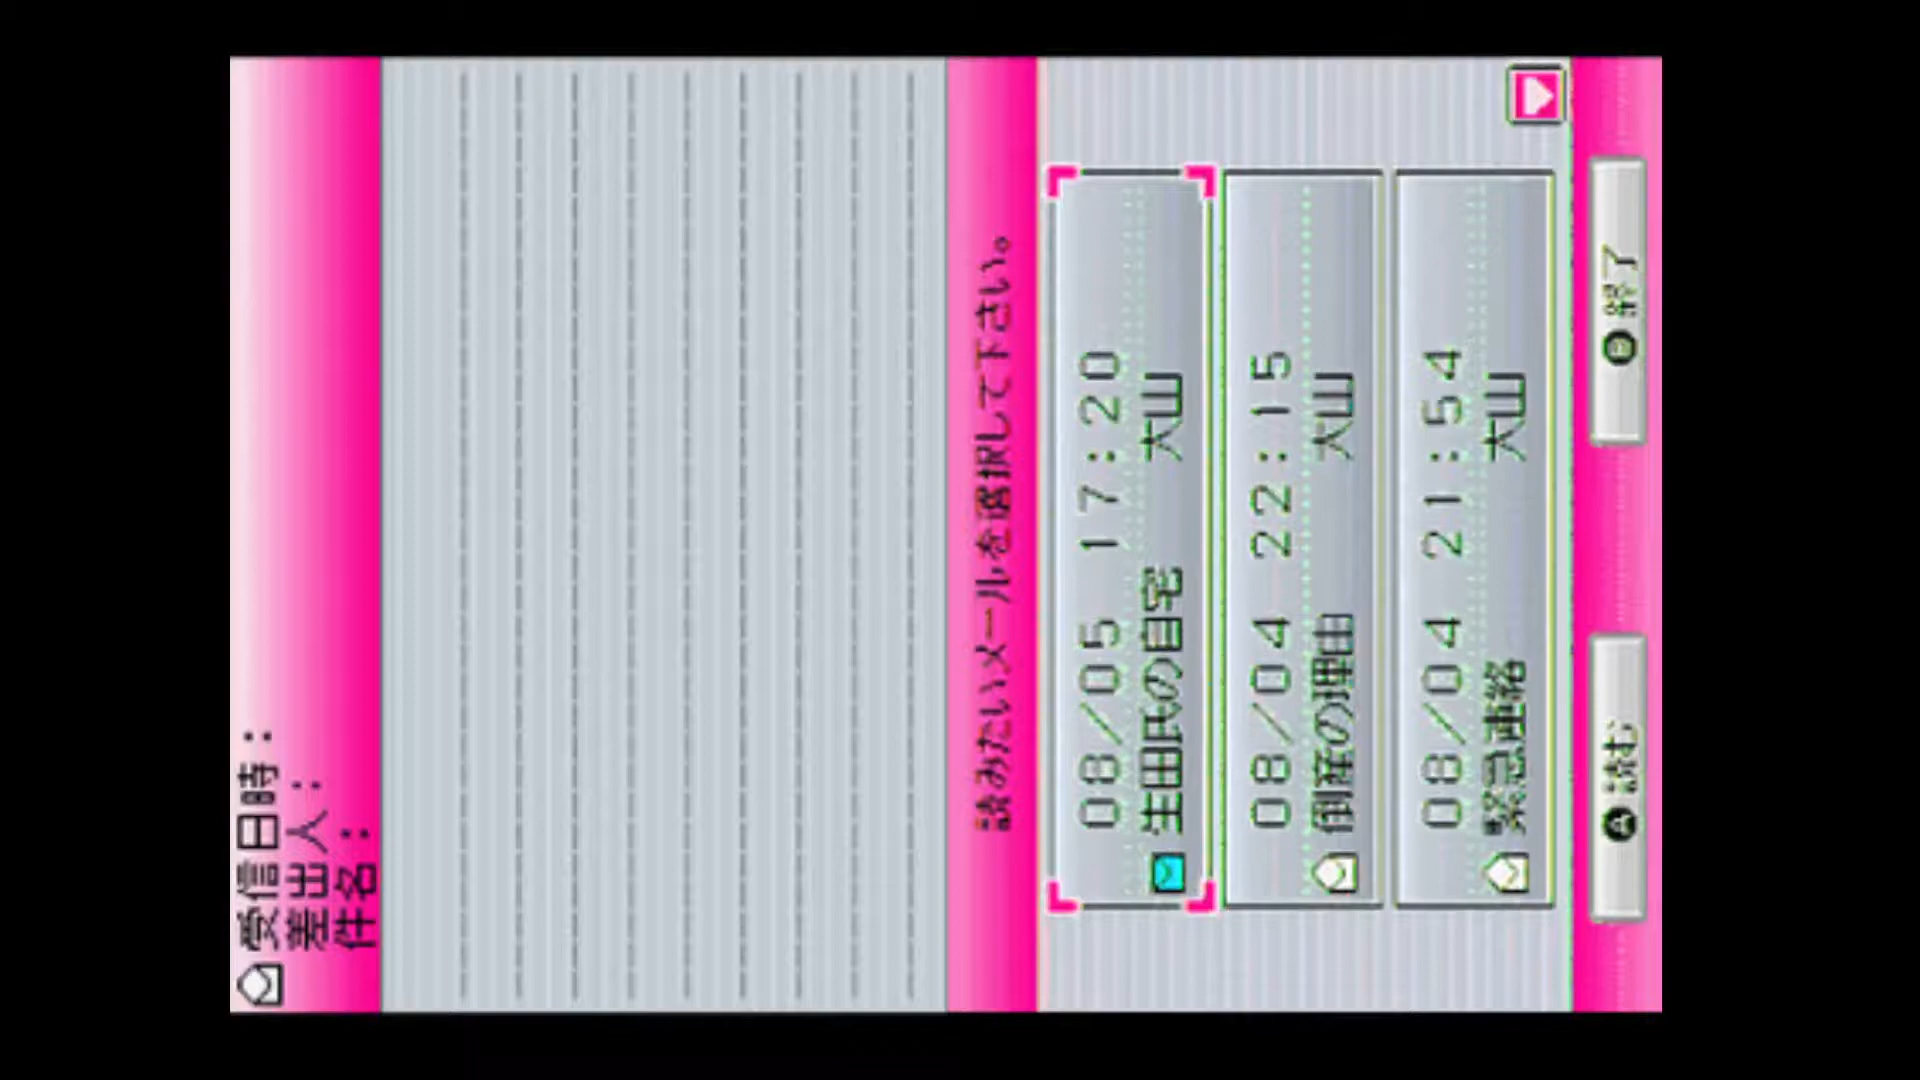 受信日時：
差出人：
件名：
読みたいメールを選択して下さい。
08/05 17:20
生田氏の自宅 大山
08/04 22:15
倒産の理由 大山
08/04 21:54
緊急連絡 大山
A 読む
B 終了